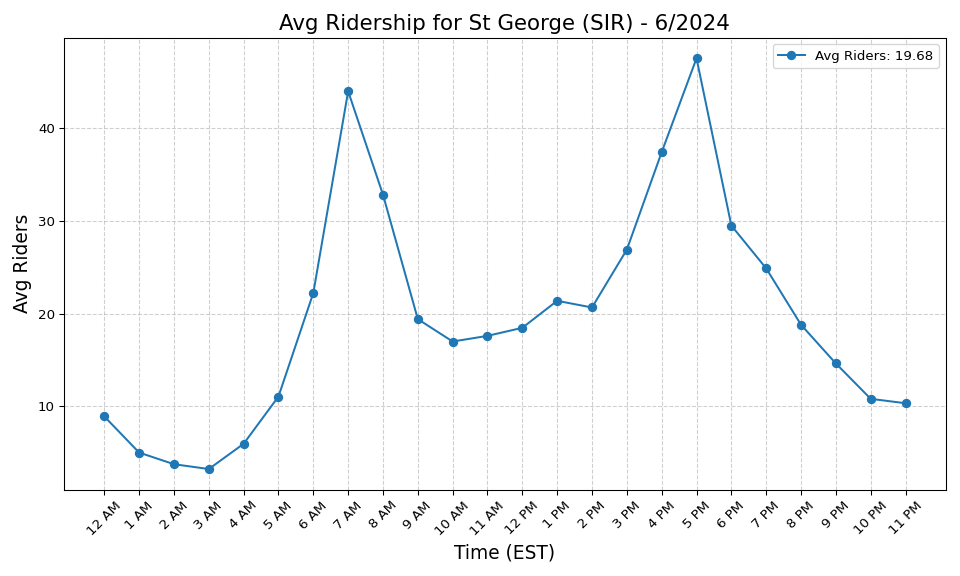 Avg Ridership for St George (SIR) - 6/2024
Avg Riders: 19.68
Avg Riders
40
30
20
10
12 AM 1 AM 2 AM 3 AM 4 AM 5 AM 6 AM 7 AM 8 AM 9 AM 10 AM 11 AM 12 PM 1 PM 2 PM 3 PM 4 PM 5 PM 6 PM 7 PM 8 PM 9 PM 10 PM 11 PM
Time (EST)